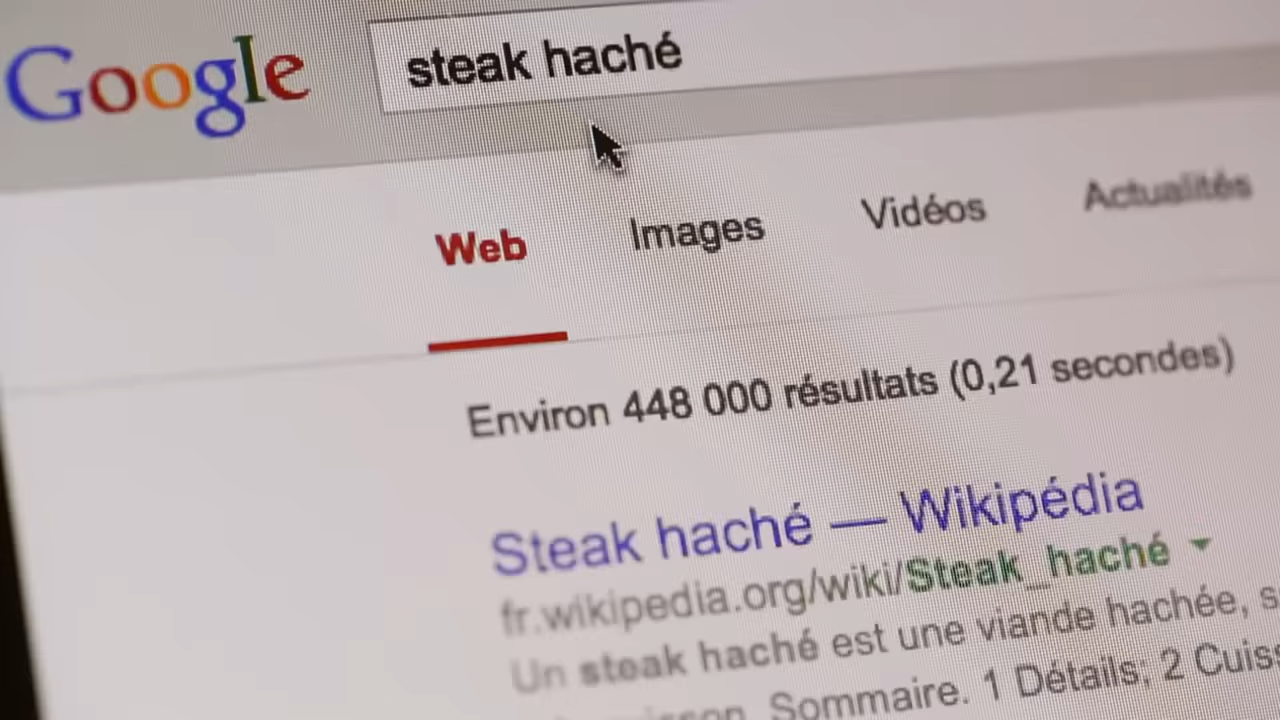 Google steak haché
Web Images Vidéos Actualités
Environ 448 000 résultats (0,21 secondes)
Steak haché — Wikipédia
fr.wikipedia.org/wiki/Steak_haché
Un steak haché est une viande hachée, s
Sommaire. 1 Détails; 2 Cuiss